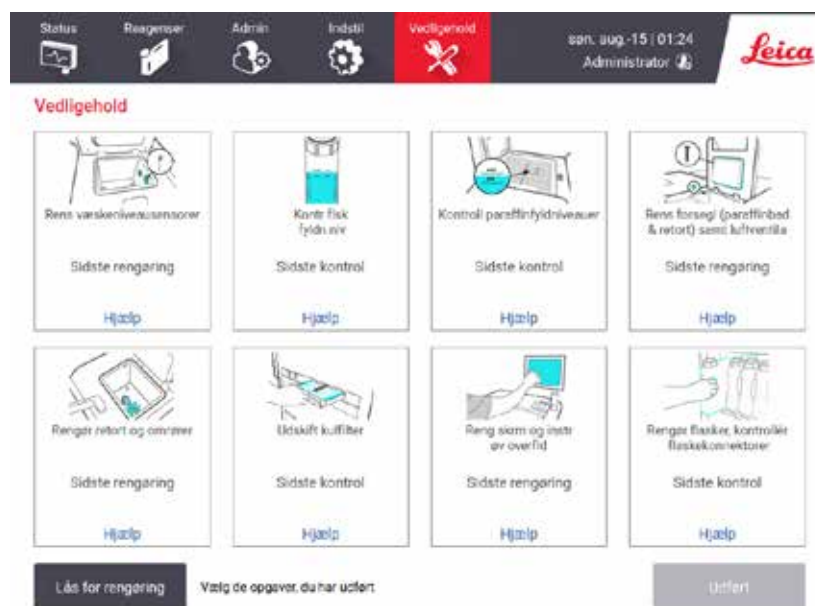 Status Reagenser Admin Indstil Vedligehold
søn. aug.-15 | 01:24
Administrator
Leica
Vedligehold
Rens væskeniveausensorer
Sidste rengøring
Hjælp
Kontr flsk
fyldn.niv
Sidste kontrol
Hjælp
Kontroll paraffinfyldniveauer
Sidste kontrol
Hjælp
Rens forsegl (paraffinbad
& retort) samt luftventila
Sidste rengøring
Hjælp
Rengør retort og omrører
Sidste rengøring
Hjælp
Udskift kulfilter
Sidste kontrol
Hjælp
Reng skærm og instr
øv overfld
Sidste rengøring
Hjælp
Rengør flasker, kontrollér
flaskekonnektorer
Sidste kontrol
Hjælp
Lås for rengøring
Vælg de opgaver, du har udført
Udført